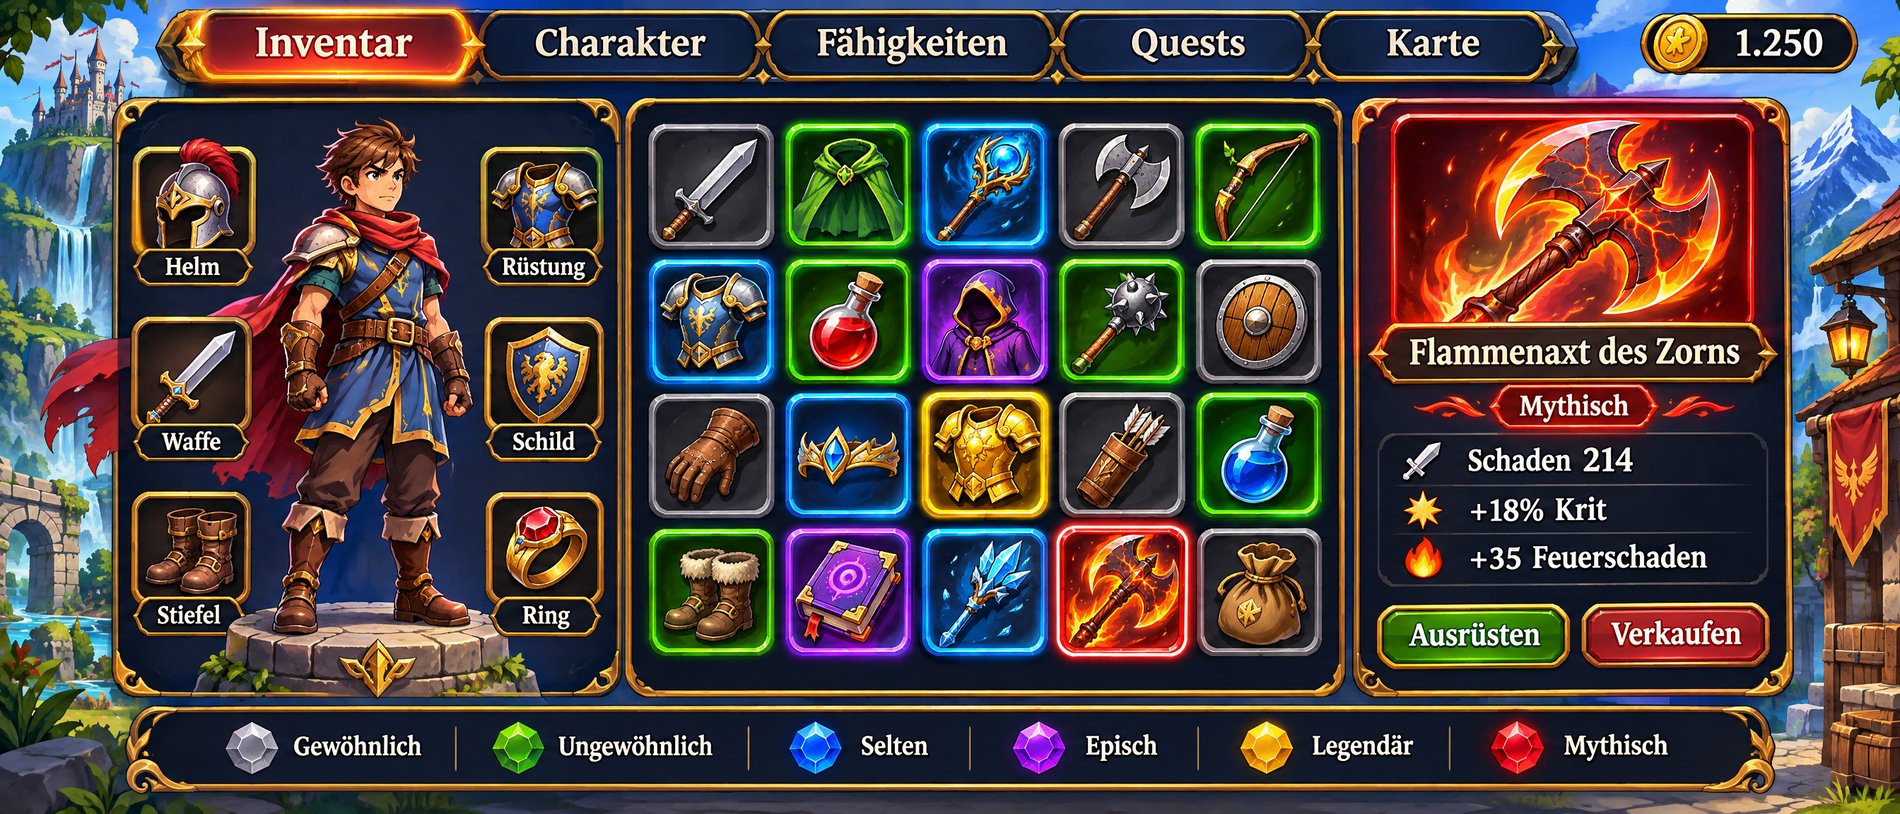 Inventar
Charakter
Fähigkeiten
Quests
Karte
1.250
Helm
Rüstung
Waffe
Schild
Stiefel
Ring
Flammenaxt des Zorns
Mythisch
Schaden 214
+18% Krit
+35 Feuerschaden
Ausrüsten
Verkaufen
Gewöhnlich
Ungewöhnlich
Selten
Episch
Legendär
Mythisch